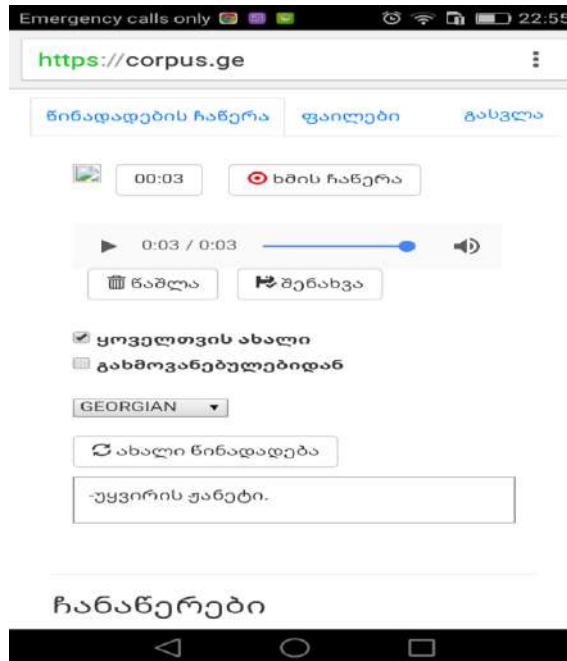 Emergency calls only 22:55
https://corpus.ge
წინადადების ჩაწერა ფაილები გასვლა
00:03 ხმის ჩაწერა
0:03 / 0:03
წაშლა შენახვა
ყოველთვის ახალი
გახმოვანებულებიდან
GEORGIAN
ახალი წინადადება
-უყვირის ჟანეტი.
ჩანაწერები